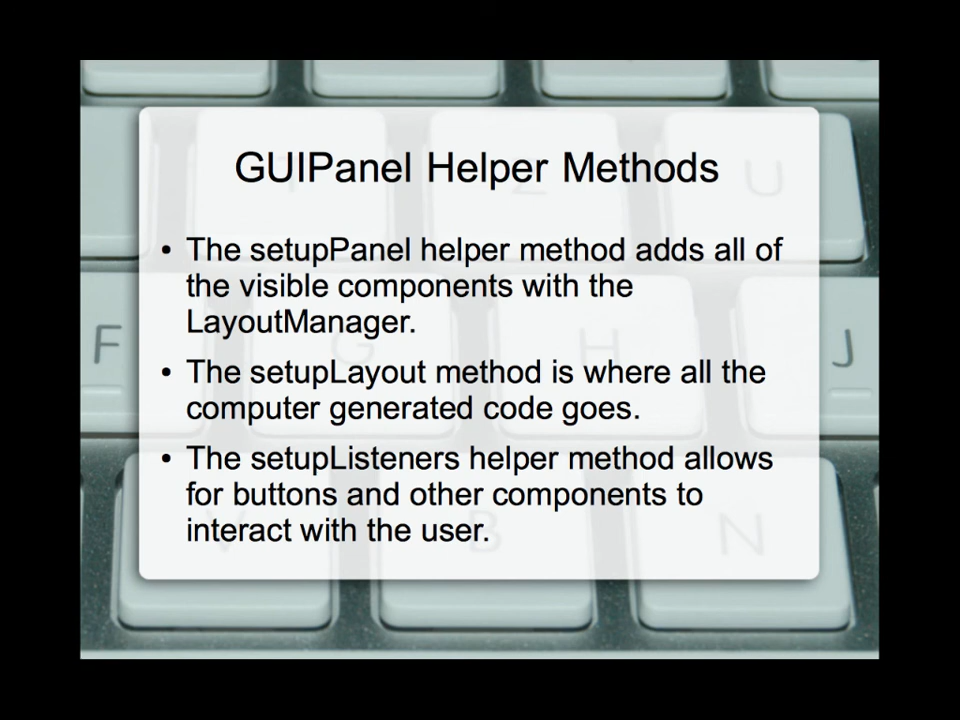 GUIPanel Helper Methods
• The setupPanel helper method adds all of
the visible components with the
LayoutManager.
• The setupLayout method is where all the
computer generated code goes.
• The setupListeners helper method allows
for buttons and other components to
interact with the user.
T Z U
F G H J
V B N